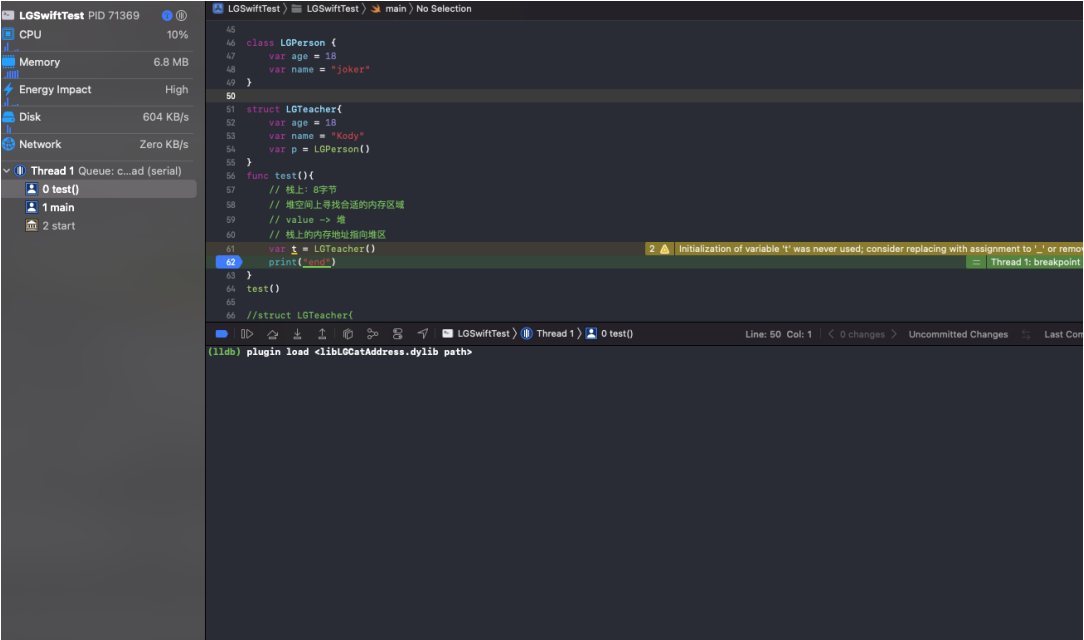 LGSwiftTest PID 71369
CPU 10%
Memory 6.8 MB
Energy Impact High
Disk 604 KB/s
Network Zero KB/s
Thread 1 Queue: c...ad (serial)
0 test()
1 main
2 start
LGSwiftTest 〉 LGSwiftTest 〉 main 〉 No Selection
45
46 class LGPerson {
47 var age = 18
48 var name = "joker"
49 }
50
51 struct LGTeacher{
52 var age = 18
53 var name = "Kody"
54 var p = LGPerson()
55 }
56 func test(){
57 // 栈上: 8字节
58 // 堆空间上寻找合适的内存区域
59 // value -> 堆
60 // 栈上的内存地址指向堆区
61 var t = LGTeacher() 2 Initialization of variable 't' was never used; consider replacing with assignment to '_' or
62 print("end") = Thread 1: breakpoint
63 }
64 test()
65
66 //struct LGTeacher{
LGSwiftTest 〉 Thread 1 〉 0 test() Line: 50 Col: 1 〈 0 changes 〉 Uncommitted Changes Last
(lldb) plugin load <libLGCatAddress.dylib path>